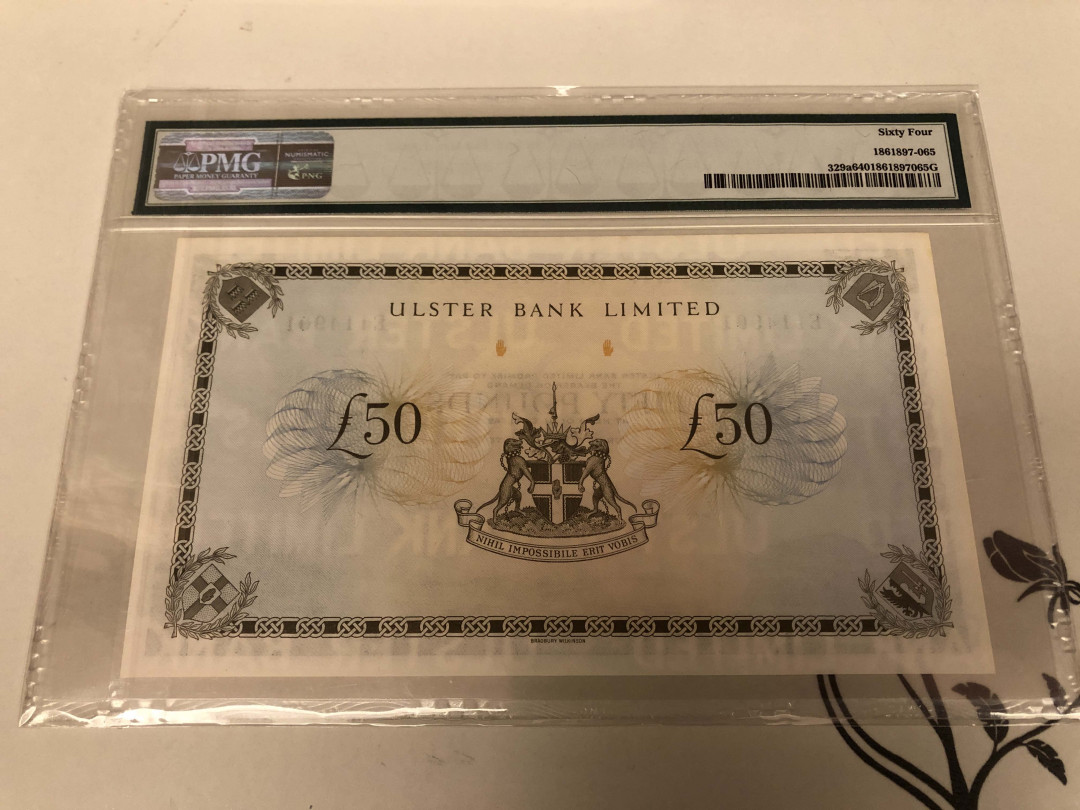 Sixty Four
PMG
PAPER MONEY GUARANTY
NUMISMATIC
PNG
1861897-065
329a6401861897065G
ULSTER BANK LIMITED
£50
£50
NIHIL IMPOSSIBILE ERIT VOBIS
BRADBURY WILKINSON